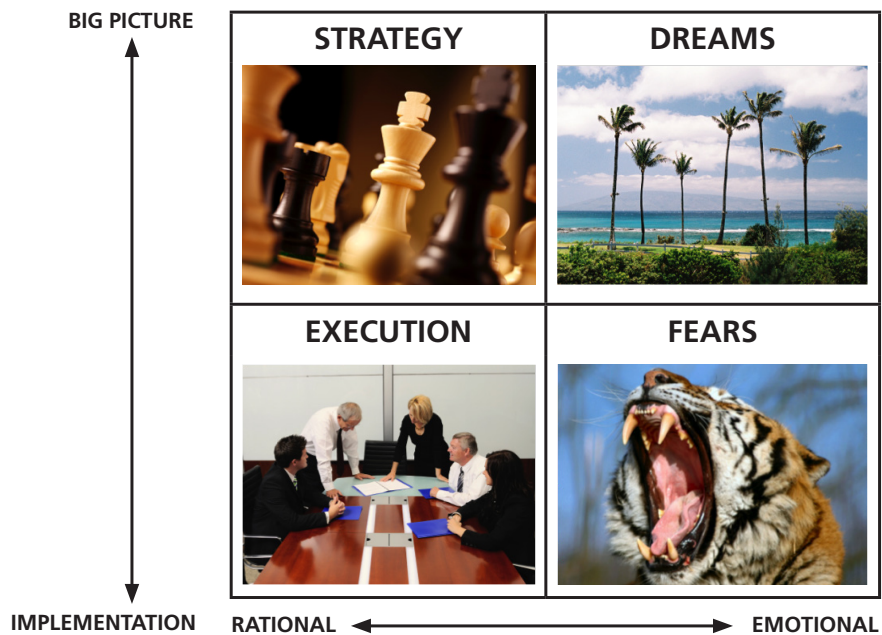 BIG PICTURE
STRATEGY
DREAMS
EXECUTION
FEARS
IMPLEMENTATION
RATIONAL
EMOTIONAL